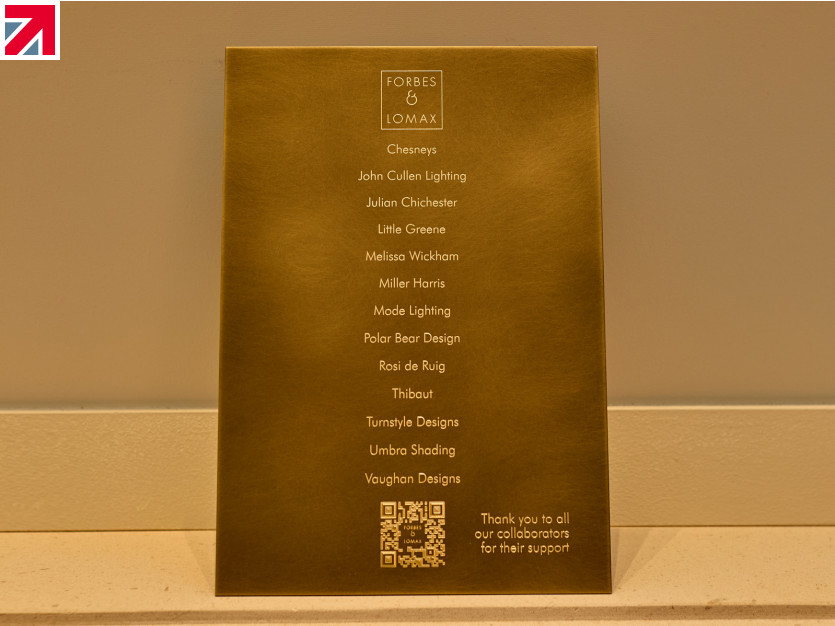 FORBES
&
LOMAX
Chesneys
John Cullen Lighting
Julian Chichester
Little Greene
Melissa Wickham
Miller Harris
Mode Lighting
Polar Bear Design
Rosi de Ruig
Thibaut
Turnstyle Designs
Umbra Shading
Vaughan Designs
FORBES
&
LOMAX
Thank you to all
our collaborators
for their support